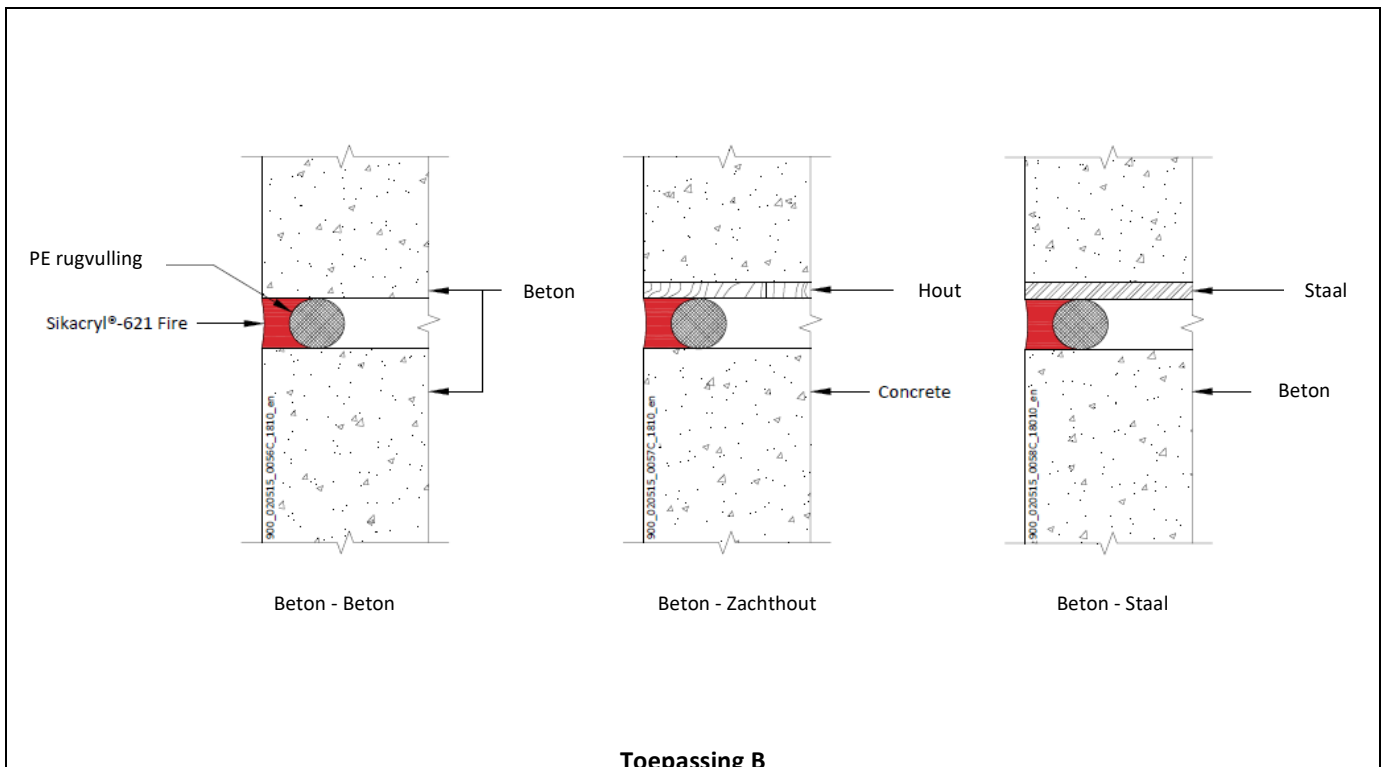 PE rugvulling
Sikacryl®-621 Fire
Beton
900_020515_0056C_1810_en
Beton - Beton
Hout
Concrete
900_020515_0057C_1810_en
Beton - Zachthout
Staal
Beton
900_020515_0058C_18010_en
Beton - Staal
Toepassing B